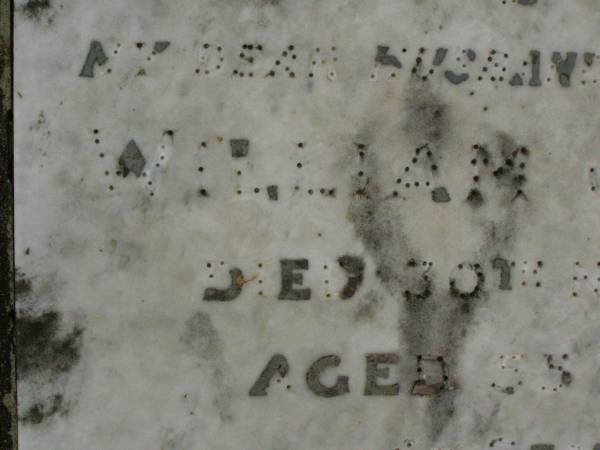 MY DEAR HUSBAND
WILLIAM
DIED 30TH
AGED